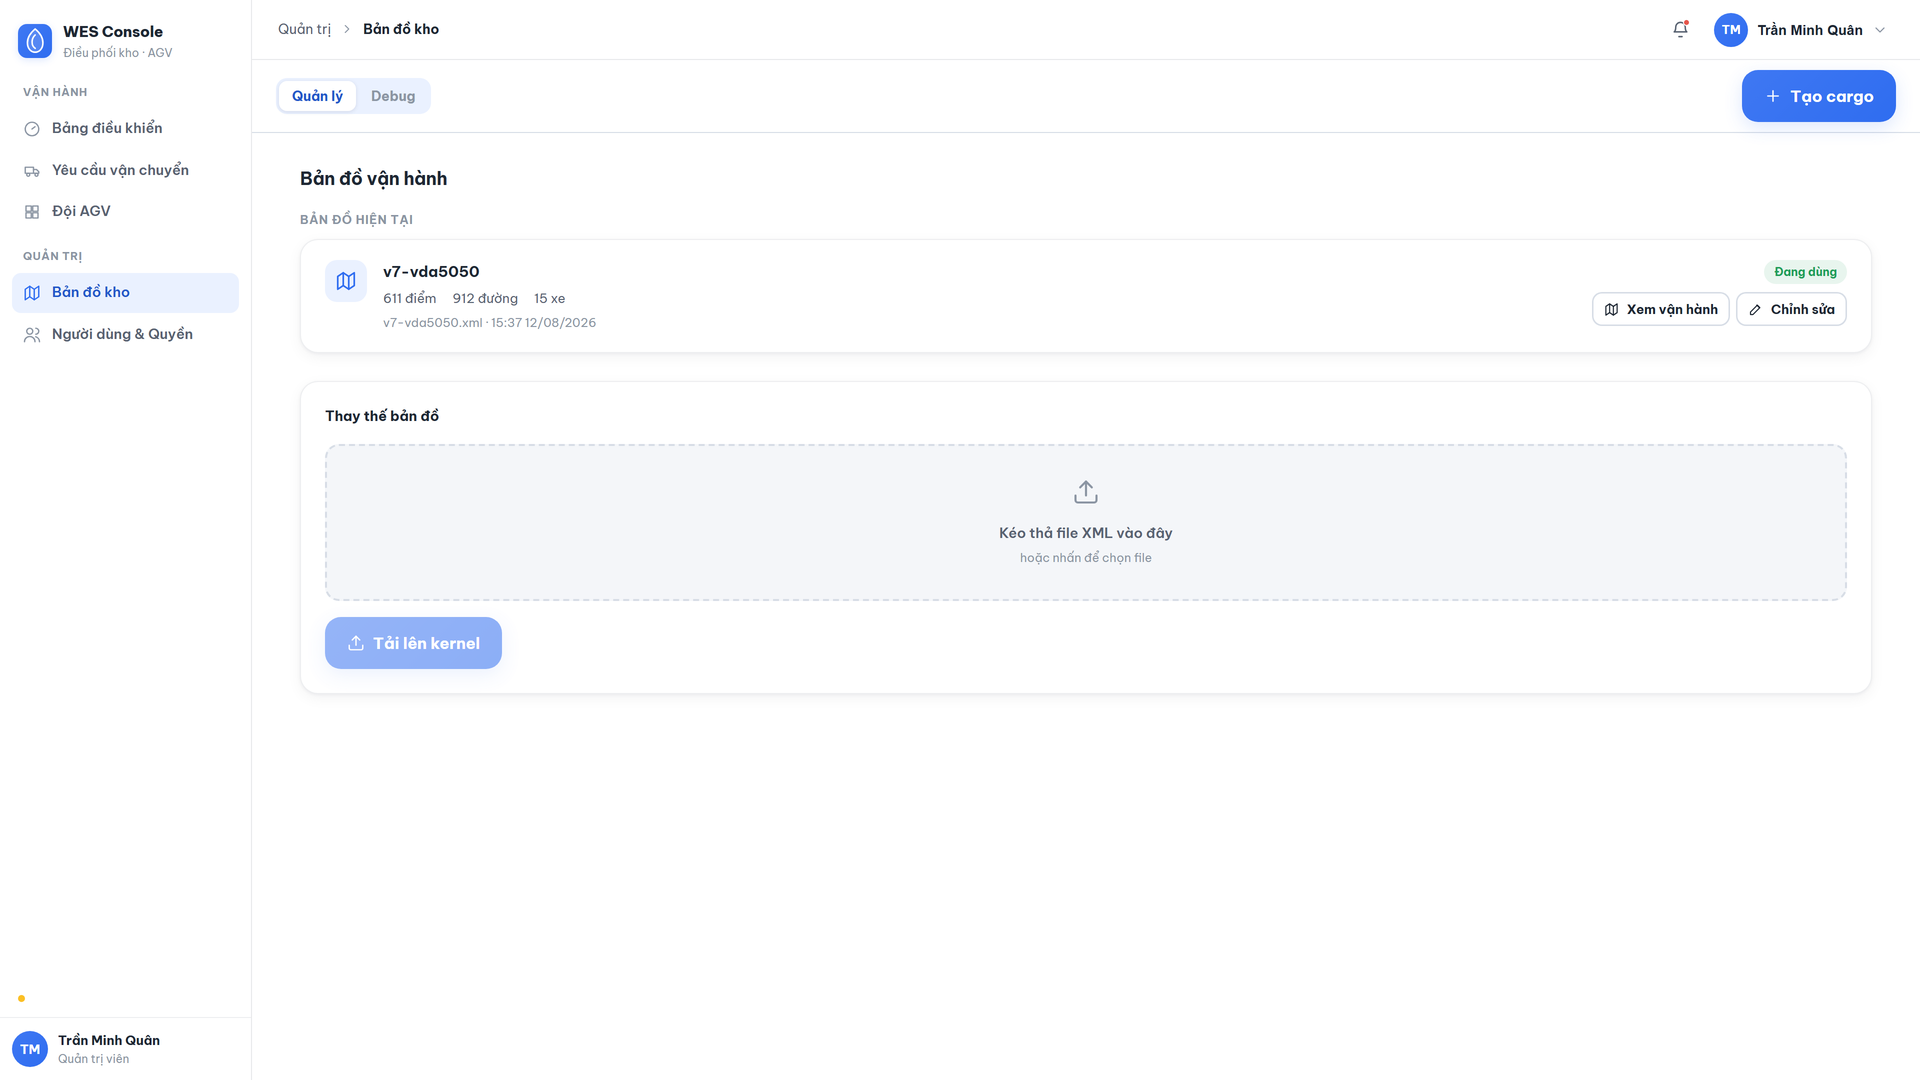 WES Console
Điều phối kho · AGV
VẬN HÀNH
Bảng điều khiển
Yêu cầu vận chuyển
Đội AGV
QUẢN TRỊ
Bản đồ kho
Người dùng & Quyền
TM
Trần Minh Quân
Quản trị viên
Quản trị
Bản đồ kho
TM
Trần Minh Quân
Quản lý
Debug
Tạo cargo
Bản đồ vận hành
BẢN ĐỒ HIỆN TẠI
v7-vda5050
611 điểm 912 đường 15 xe
v7-vda5050.xml · 15:37 12/08/2026
Đang dùng
Xem vận hành
Chỉnh sửa
Thay thế bản đồ
Kéo thả file XML vào đây
hoặc nhấn để chọn file
Tải lên kernel